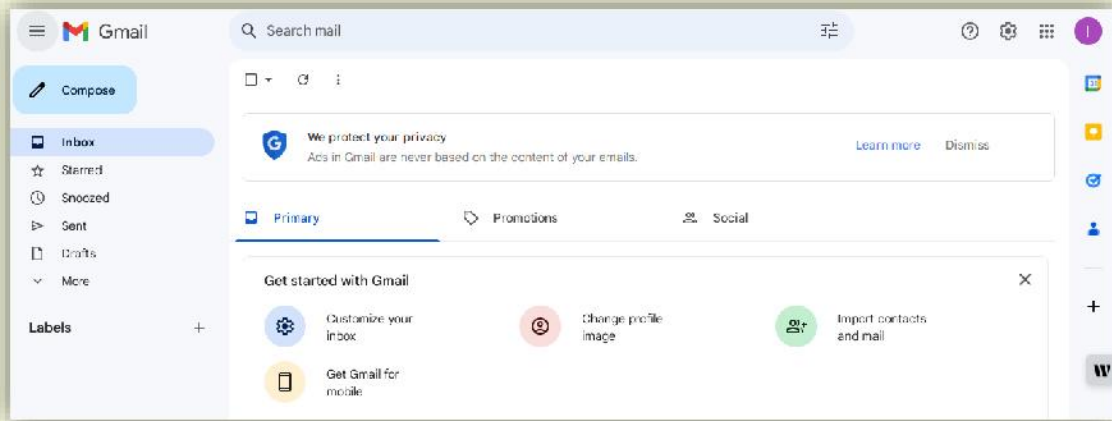 Gmail
Search mail
I
Compose
Inbox
Starred
Snoozed
Sent
Drafts
More
Labels
We protect your privacy
Ads in Gmail are never based on the content of your emails.
Learn more
Dismiss
Primary
Promotions
Social
Get started with Gmail
Customize your
inbox
Change profile
image
Import contacts
and mail
Get Gmail for
mobile
W